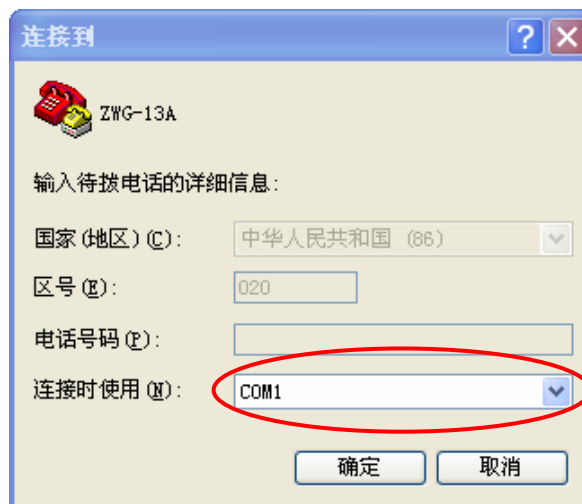 连接到
ZWG-13A
输入待拨电话的详细信息:
国家(地区)(C): 中华人民共和国 (86)
区号(E): 020
电话号码(P):
连接时使用(N): COM1
确定 取消